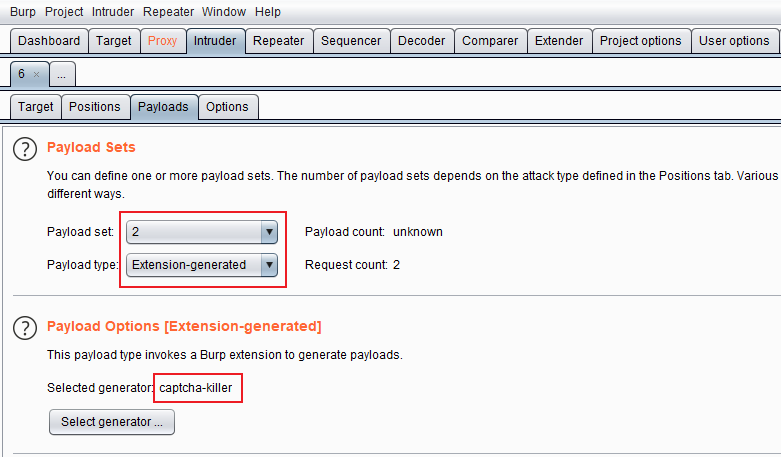 Burp Project Intruder Repeater Window Help
Dashboard Target Proxy Intruder Repeater Sequencer Decoder Comparer Extender Project options User options
6 × ...
Target Positions Payloads Options
? Payload Sets
You can define one or more payload sets. The number of payload sets depends on the attack type defined in the Positions tab. Various
different ways.
Payload set: 2 Payload count: unknown
Payload type: Extension-generated Request count: 2
? Payload Options [Extension-generated]
This payload type invokes a Burp extension to generate payloads.
Selected generator: captcha-killer
Select generator ...